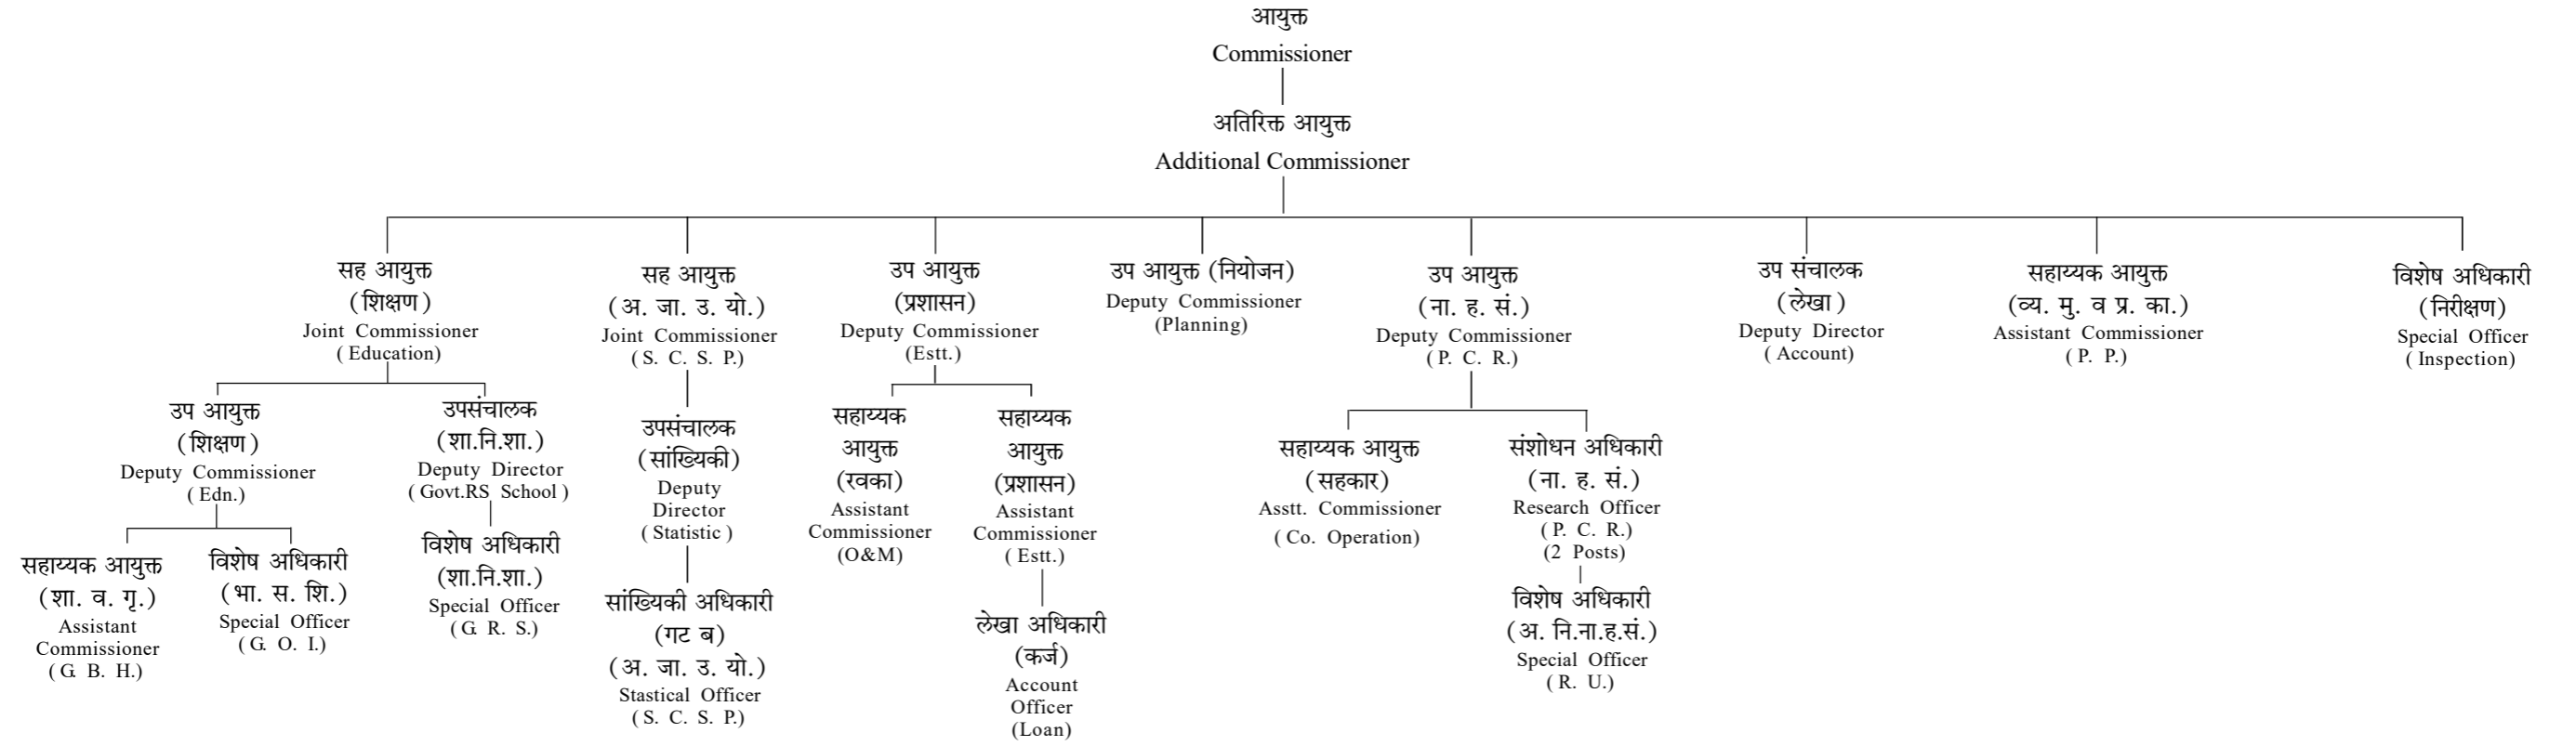 आयुक्त
Commissioner
अतिरिक्त आयुक्त
Additional Commissioner
सह आयुक्त
(शिक्षण)
Joint Commissioner
( Education)
सह आयुक्त
(अ. जा. उ. यो.)
Joint Commissioner
( S. C. S. P.)
उप आयुक्त
(प्रशासन)
Deputy Commissioner
(Estt.)
उप आयुक्त (नियोजन)
Deputy Commissioner
(Planning)
उप आयुक्त
(ना. ह. सं.)
Deputy Commissioner
( P. C. R.)
उप संचालक
(लेखा )
Deputy Director
( Account)
सहाय्यक आयुक्त
(व्य. मु. व प्र. का.)
Assistant Commissioner
( P. P.)
विशेष अधिकारी
(निरीक्षण)
Special Officer
( Inspection)
उप आयुक्त
(शिक्षण )
Deputy Commissioner
( Edn.)
उपसंचालक
(शा.नि.शा.)
Deputy Director
( Govt.RS School )
उपसंचालक
(सांख्यिकी)
Deputy
Director
( Statistic )
सहाय्यक
आयुक्त
(रवका)
Assistant
Commissioner
(O&M)
सहाय्यक
आयुक्त
(प्रशासन)
Assistant
Commissioner
( Estt.)
सहाय्यक आयुक्त
(सहकार)
Asstt. Commissioner
( Co. Operation)
संशोधन अधिकारी
(ना. ह. सं.)
Research Officer
( P. C. R.)
(2 Posts)
सहाय्यक आयुक्त
(शा. व. गृ.)
Assistant
Commissioner
( G. B. H.)
विशेष अधिकारी
(भा. स. शि.)
Special Officer
( G. O. I.)
विशेष अधिकारी
(शा.नि.शा.)
Special Officer
( G. R. S.)
सांख्यिकी अधिकारी
(गट ब)
(अ. जा. उ. यो.)
Stastical Officer
( S. C. S. P.)
लेखा अधिकारी
(कर्ज)
Account
Officer
(Loan)
विशेष अधिकारी
(अ. नि.ना.ह.सं.)
Special Officer
( R. U.)